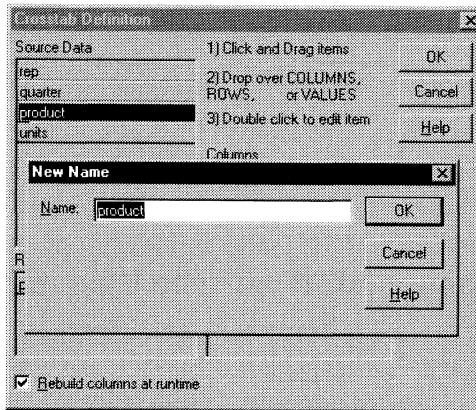 Crosstab Definition
Source Data
rep
quarter
product
units
1) Click and Drag items
2) Drop over COLUMNS,
ROWS, or VALUES
3) Double click to edit item
OK
Cancel
Help
Columns
New Name
Name: product
OK
Cancel
Help
R
Rebuild columns at runtime